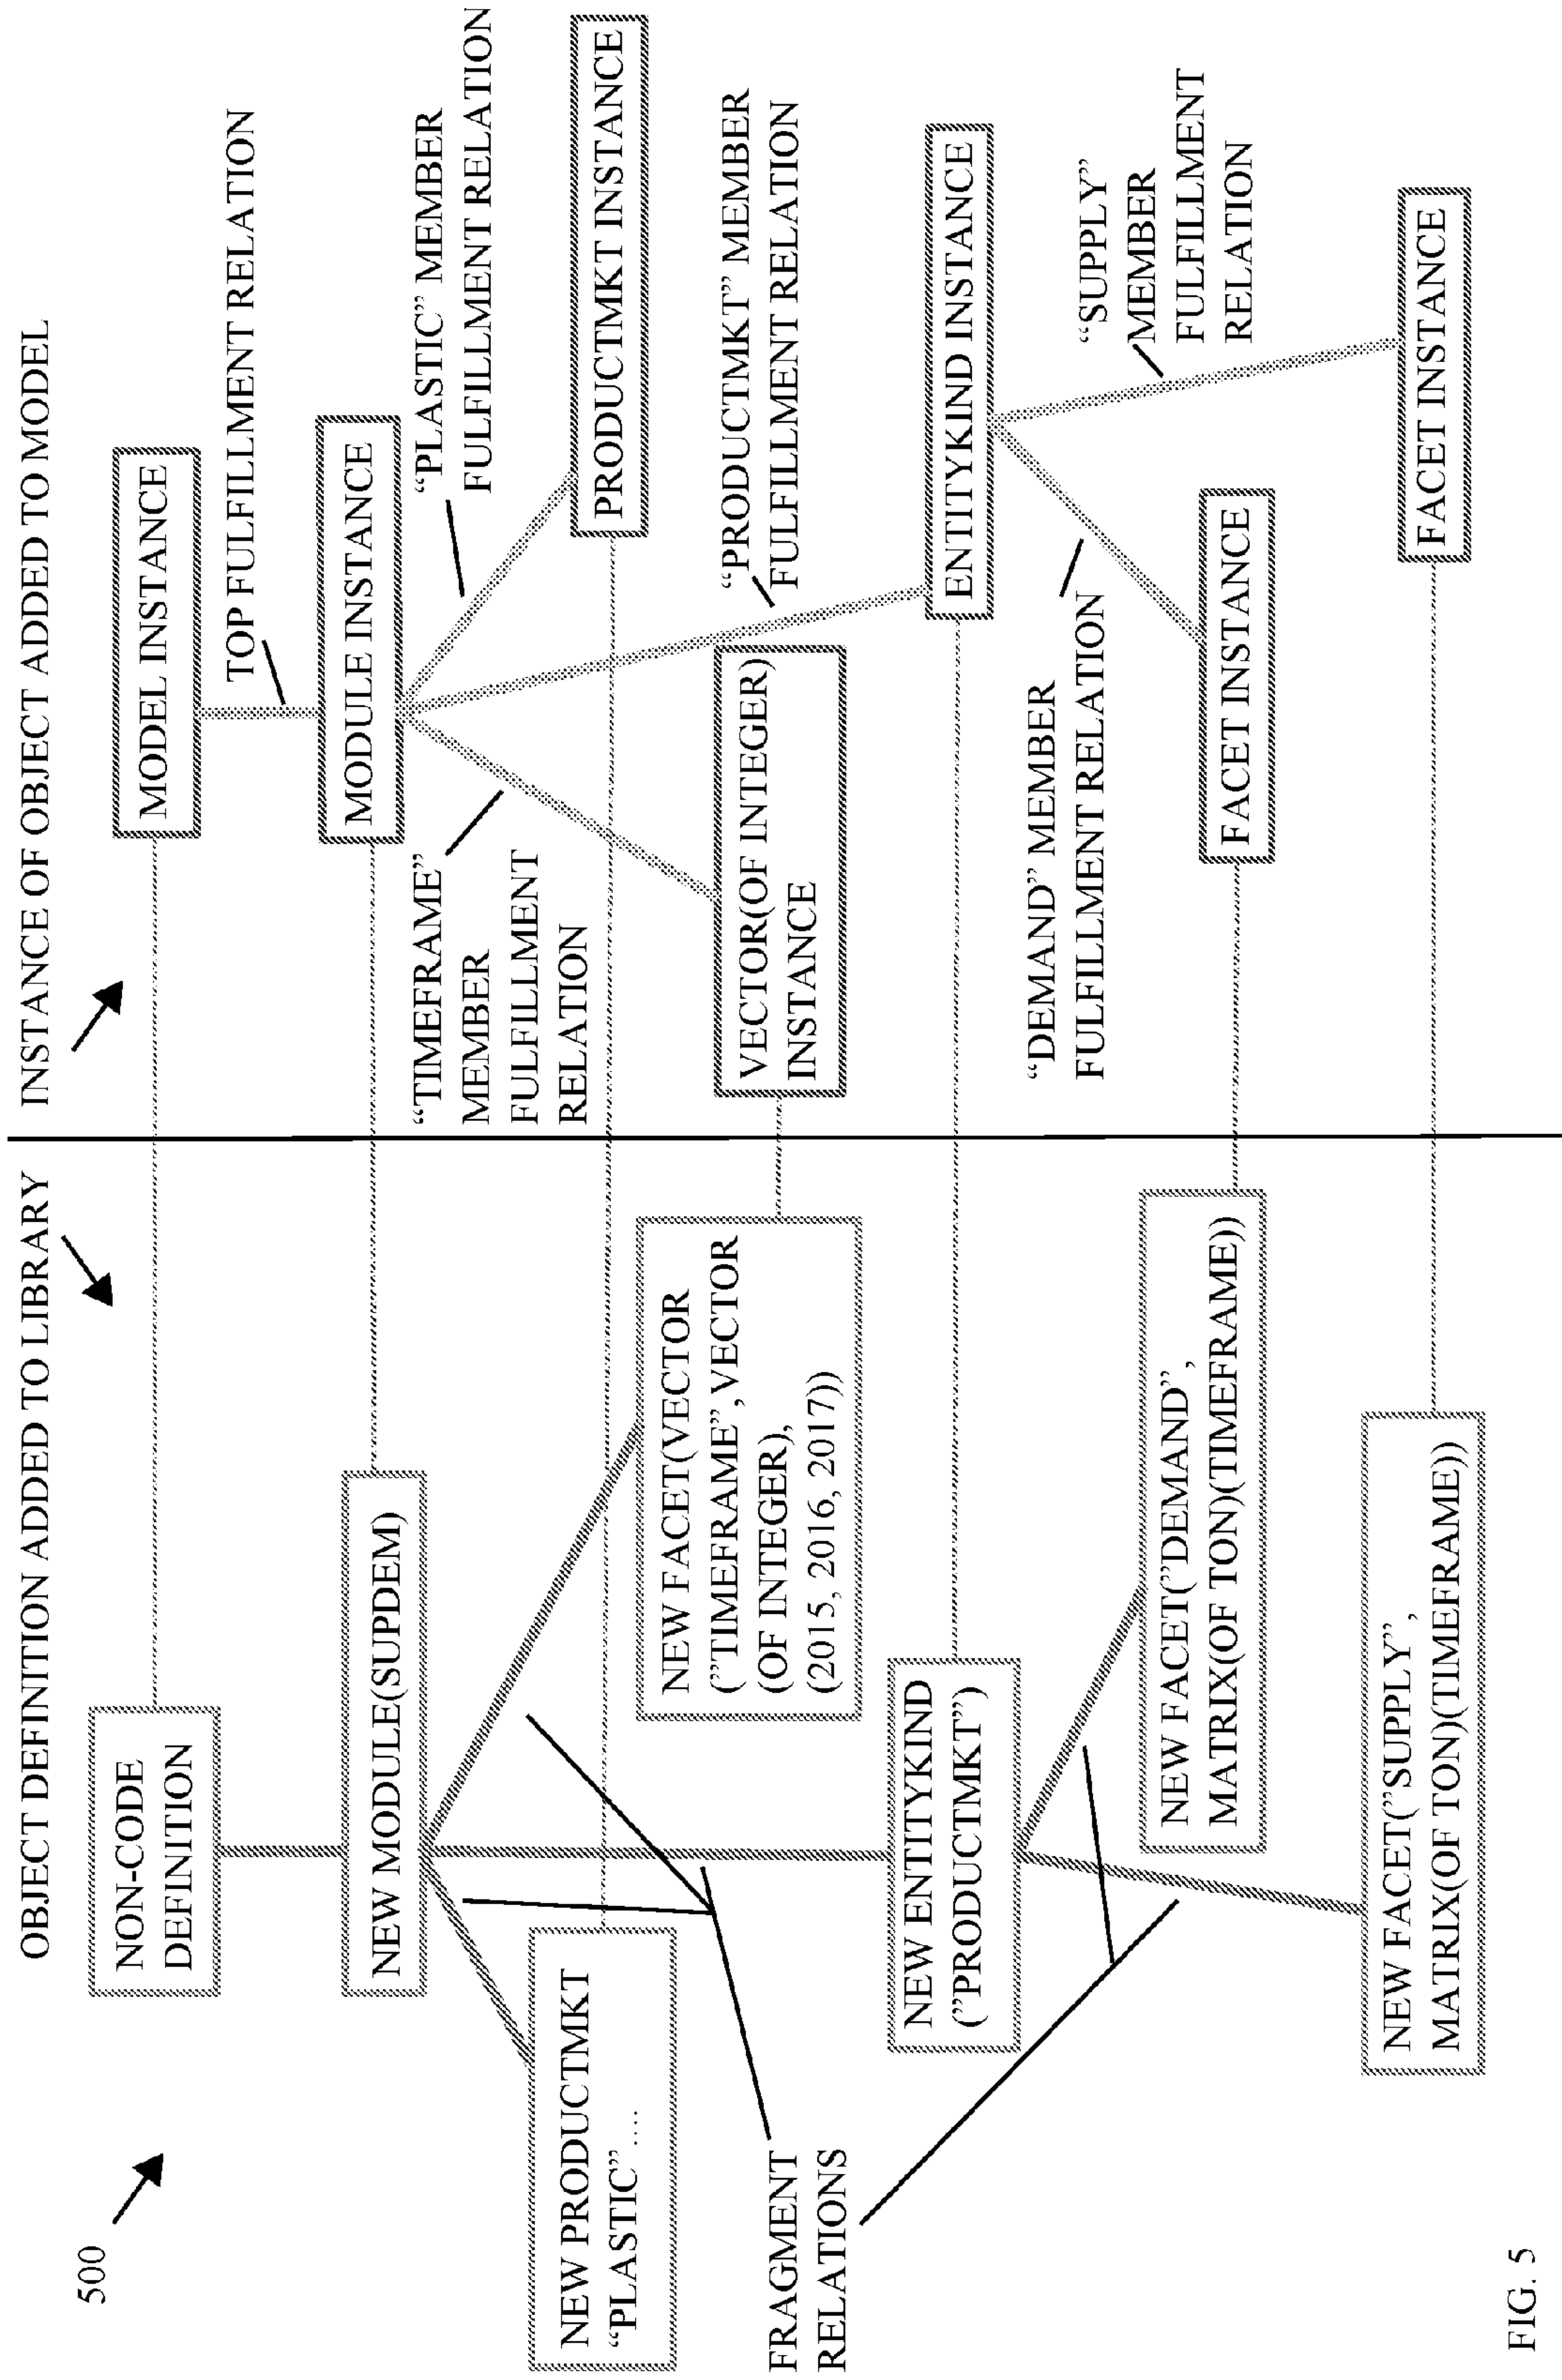 OBJECT DEFINITION ADDED TO LIBRARY
INSTANCE OF OBJECT ADDED TO MODEL
500
NON-CODE
DEFINITION
NEW MODULE(SUPDEM)
NEW PRODUCTMKT
“PLASTIC” ....
NEW FACET(VECTOR
(”TIMEFRAME”,VECTOR
(OF INTEGER),
(2015, 2016, 2017))
FRAGMENT
RELATIONS
NEW ENTITYKIND
(”PRODUCTMKT”)
NEW FACET(”DEMAND”,
MATRIX(OF TON)(TIMEFRAME))
NEW FACET(”SUPPLY”,
MATRIX(OF TON)(TIMEFRAME))
MODEL INSTANCE
TOP FULFILLMENT RELATION
MODULE INSTANCE
“TIMEFRAME”
MEMBER
FULFILLMENT
RELATION
“PLASTIC” MEMBER
FULFILLMENT RELATION
PRODUCTMKT INSTANCE
VECTOR(OF INTEGER)
INSTANCE
“PRODUCTMKT” MEMBER
FULFILLMENT RELATION
ENTITYKIND INSTANCE
“DEMAND” MEMBER
FULFILLMENT RELATION
“SUPPLY”
MEMBER
FULFILLMENT
RELATION
FACET INSTANCE
FACET INSTANCE
FIG. 5